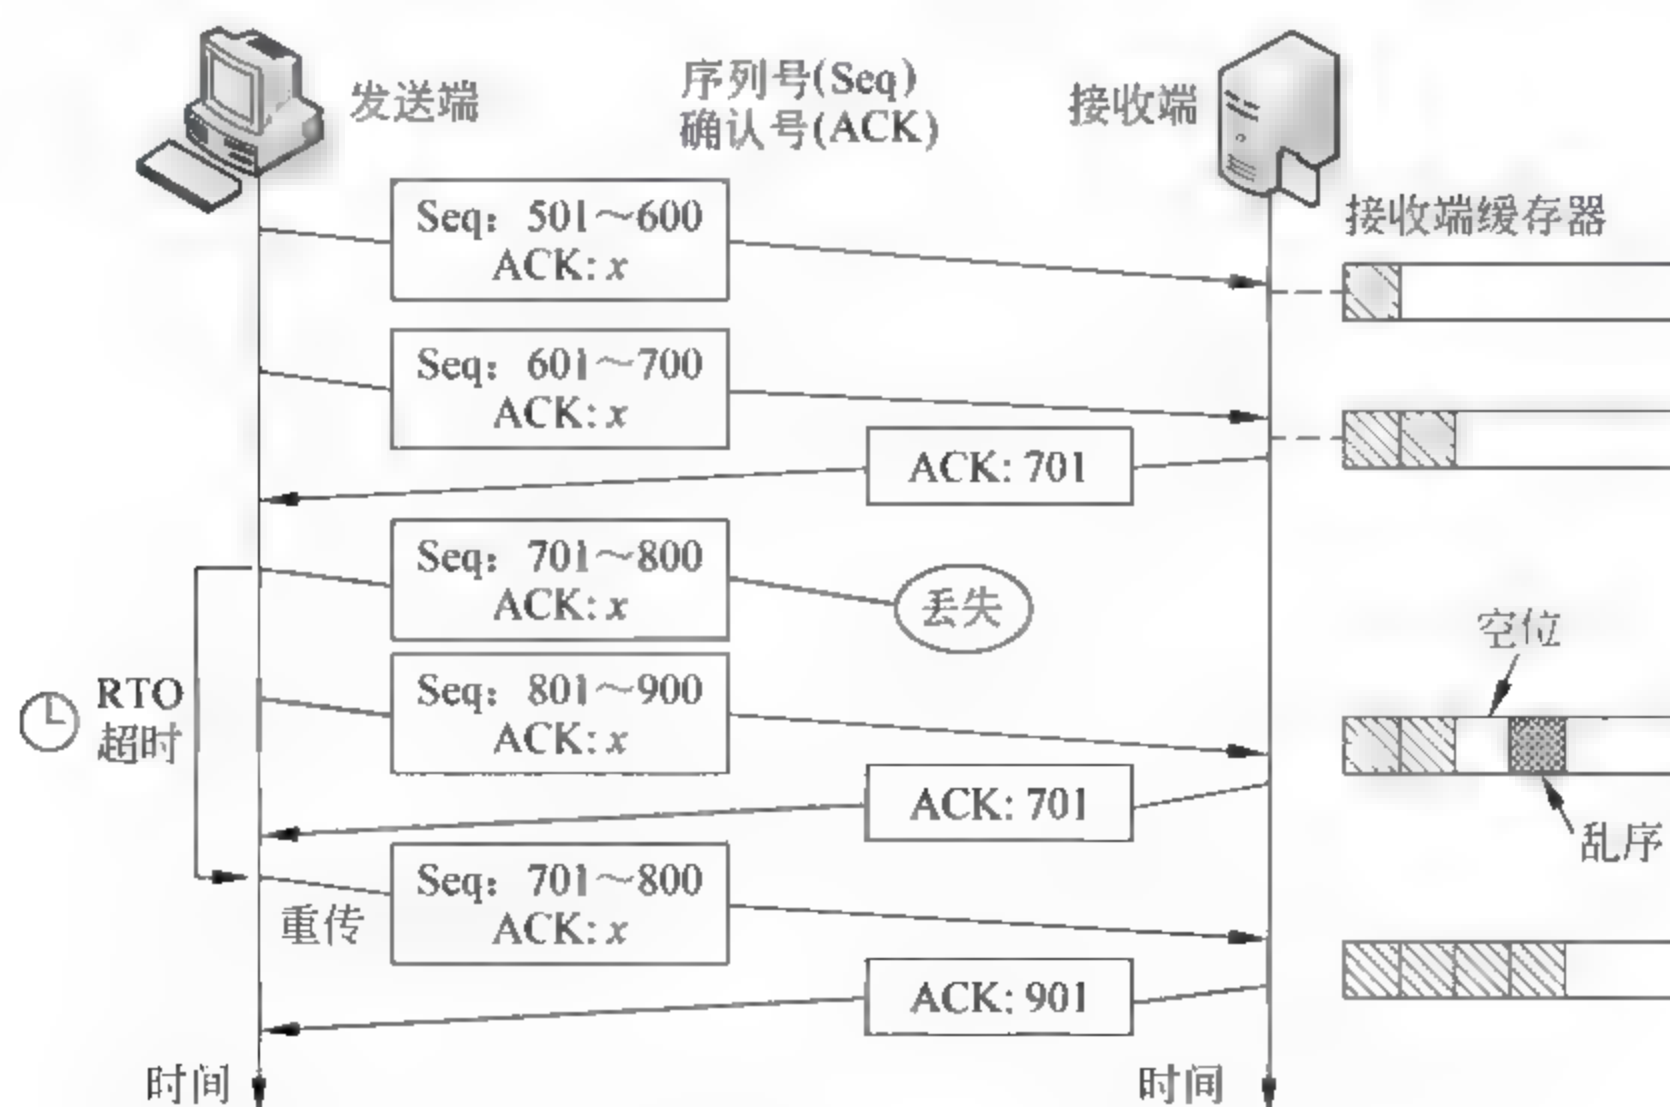 发送端
序列号(Seq)
确认号(ACK)
接收端
接收端缓存器
Seq: 501～600
ACK: x
Seq: 601～700
ACK: x
ACK: 701
Seq: 701～800
ACK: x
丢失
空位
RTO
超时
Seq: 801～900
ACK: x
ACK: 701
乱序
重传
Seq: 701～800
ACK: x
ACK: 901
时间
时间